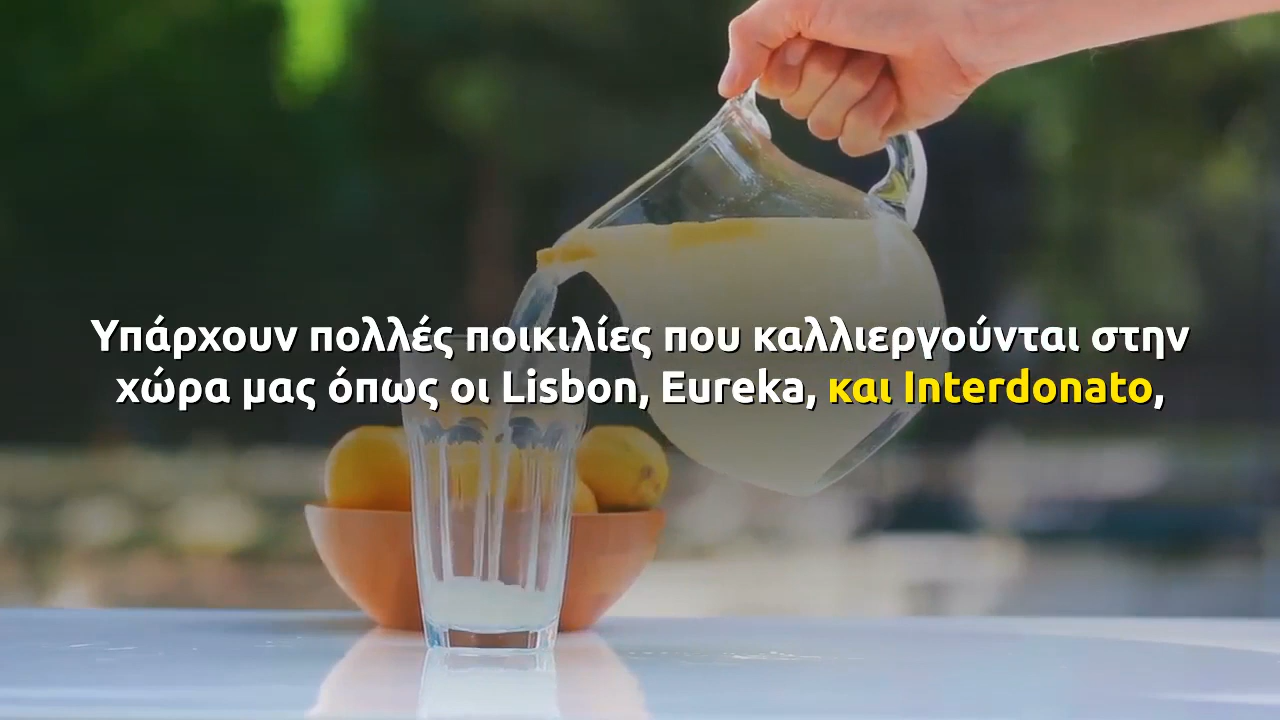 Υπάρχουν πολλές ποικιλίες που καλλιεργούνται στην
χώρα μας όπως οι Lisbon, Eureka, και Interdonato,